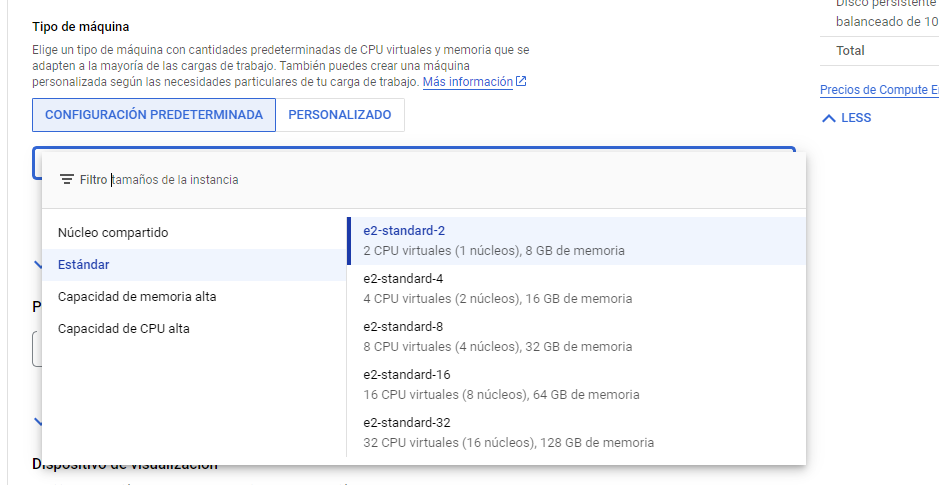 Tipo de máquina
Elige un tipo de máquina con cantidades predeterminadas de CPU virtuales y memoria que se
adapten a la mayoría de las cargas de trabajo. También puedes crear una máquina
personalizada según las necesidades particulares de tu carga de trabajo. Más información
CONFIGURACIÓN PREDETERMINADA
PERSONALIZADO
Filtro tamaños de la instancia
Núcleo compartido
Estándar
Capacidad de memoria alta
Capacidad de CPU alta
e2-standard-2
2 CPU virtuales (1 núcleos), 8 GB de memoria
e2-standard-4
4 CPU virtuales (2 núcleos), 16 GB de memoria
e2-standard-8
8 CPU virtuales (4 núcleos), 32 GB de memoria
e2-standard-16
16 CPU virtuales (8 núcleos), 64 GB de memoria
e2-standard-32
32 CPU virtuales (16 núcleos), 128 GB de memoria
P
Dispositivo de visualización
Disco persistente
balanceado de 10
Total
Precios de Compute E
LESS